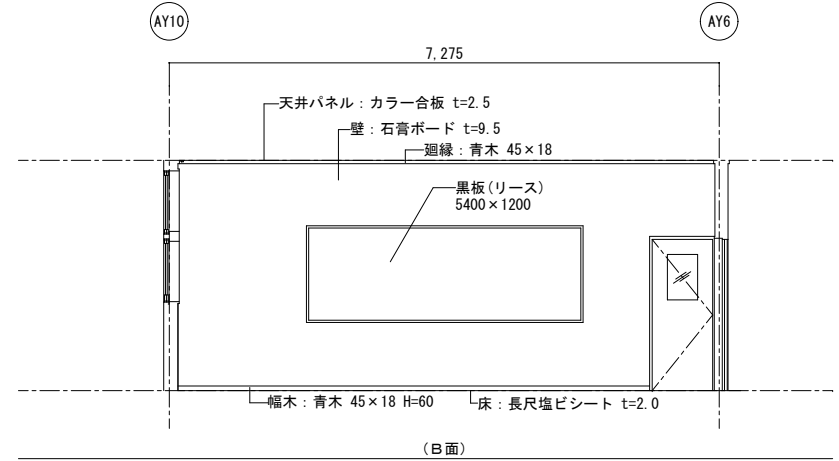 AY10
AY6
7,275
天井パネル：カラー合板 t=2.5
壁：石膏ボード t=9.5
廻縁：青木 45×18
黒板(リース)
5400×1200
幅木：青木 45×18 H=60
床：長尺塩ビシート t=2.0
(B面)